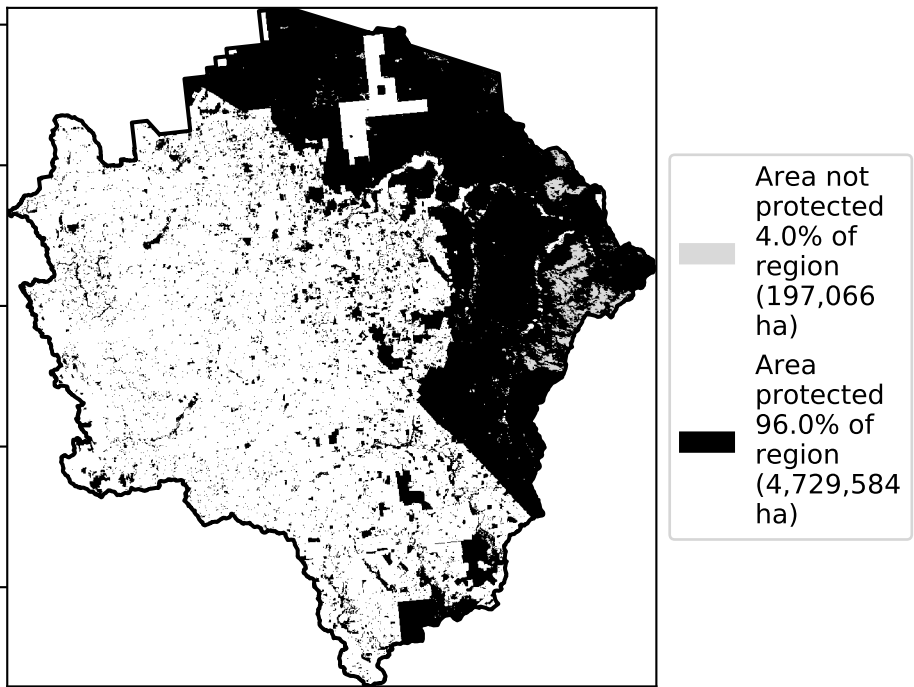 Area not
protected
4.0% of
region
(197,066
ha)
Area
protected
96.0% of
region
(4,729,584
ha)